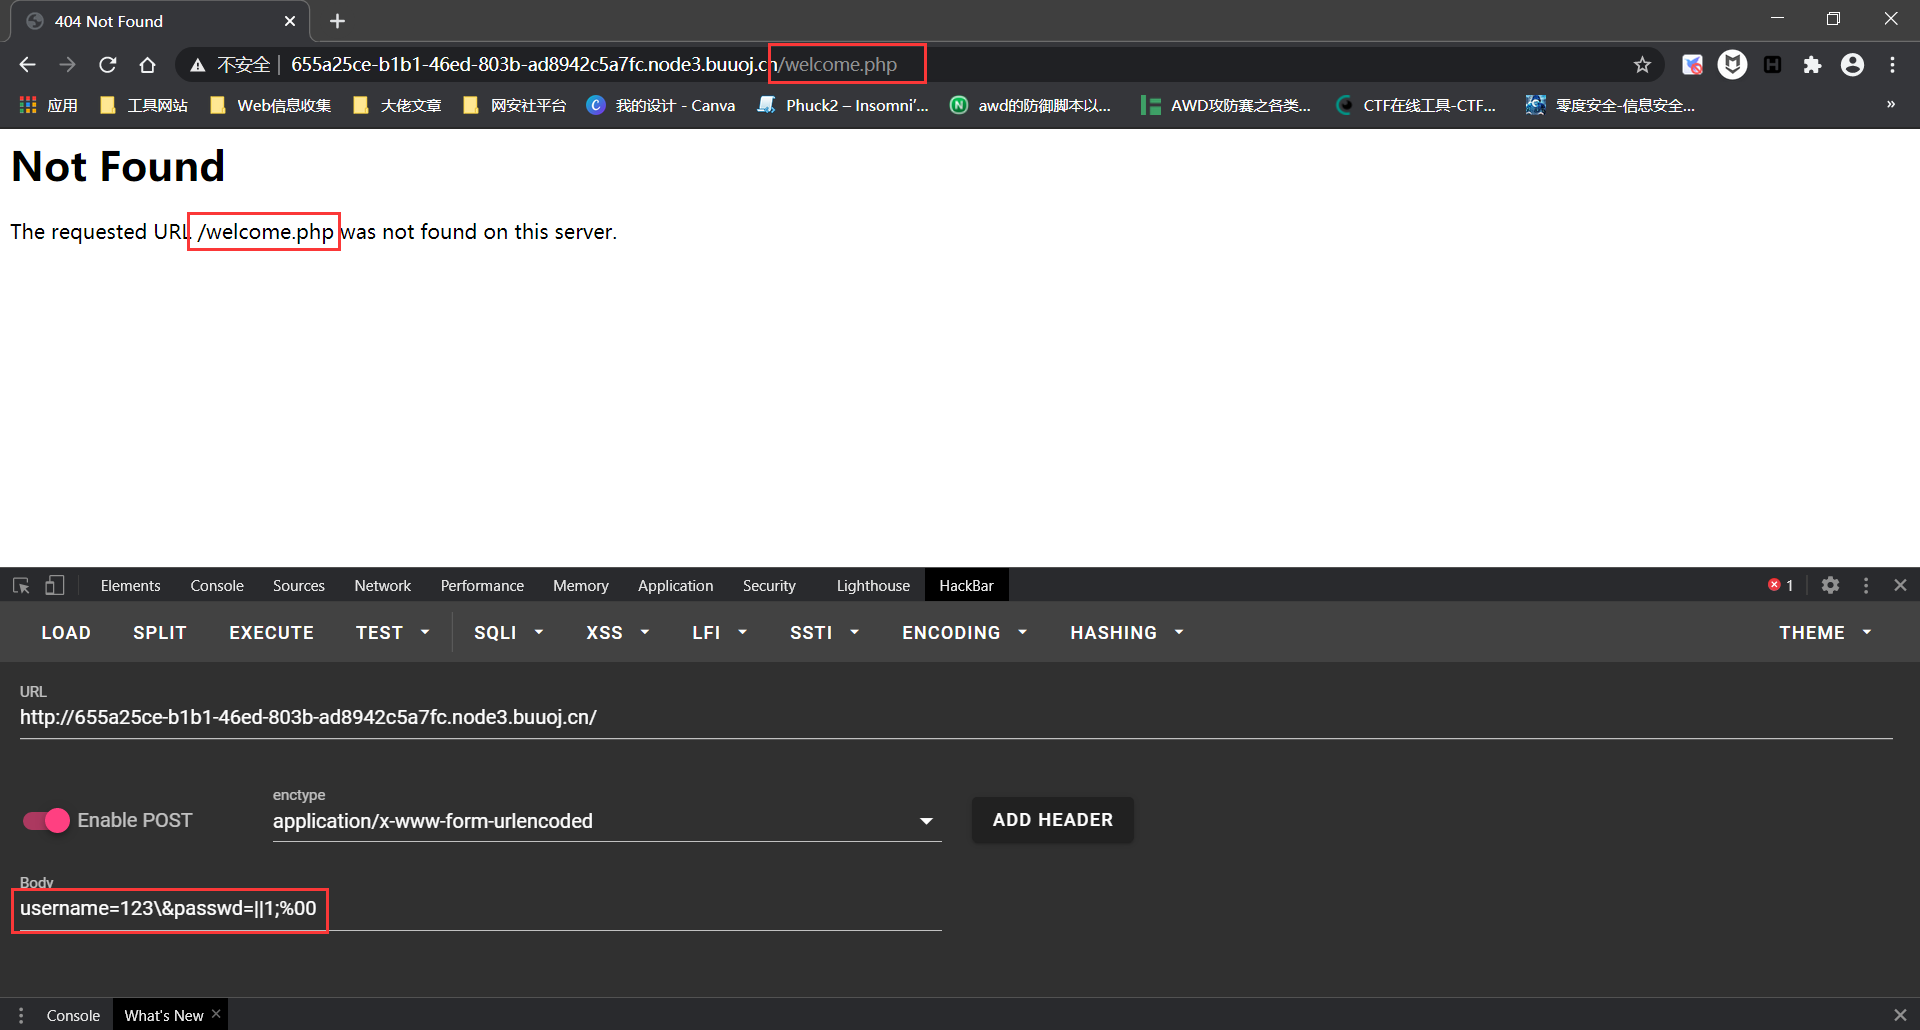 404 Not Found
不安全 | 655a25ce-b1b1-46ed-803b-ad8942c5a7fc.node3.buuoj.cn/welcome.php
应用 工具网站 Web信息收集 大佬文章 网安社平台 我的设计 - Canva Phuck2 – Insomni'... awd的防御脚本以... AWD攻防赛之各类... CTF在线工具-CTF... 零度安全-信息安全... »
Not Found
The requested URL /welcome.php was not found on this server.
Elements Console Sources Network Performance Memory Application Security Lighthouse HackBar 1
LOAD SPLIT EXECUTE TEST SQLI XSS LFI SSTI ENCODING HASHING THEME
URL
http://655a25ce-b1b1-46ed-803b-ad8942c5a7fc.node3.buuoj.cn/
enctype
Enable POST application/x-www-form-urlencoded ADD HEADER
Body
username=123\&passwd=||1;%00
Console What's New